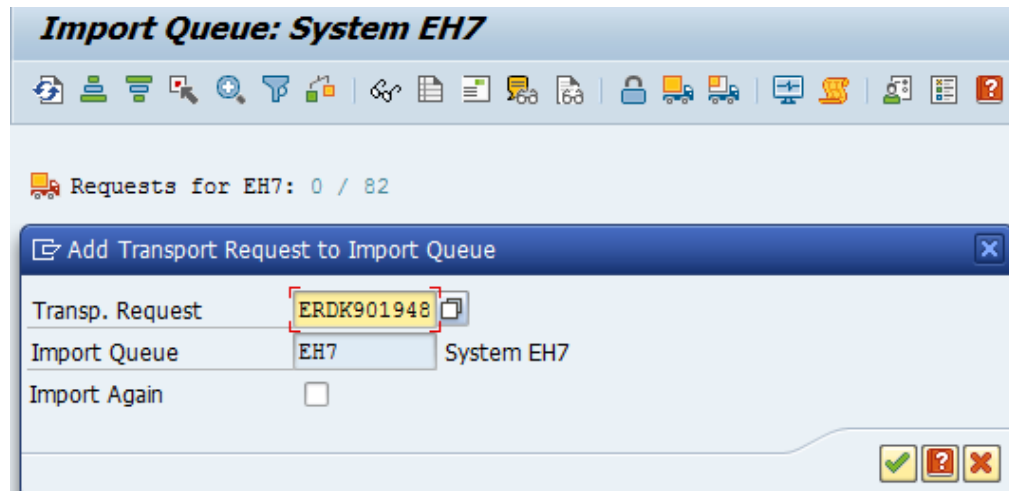 Import Queue: System EH7
Requests for EH7: 0 / 82
Add Transport Request to Import Queue
Transp. Request ERDK901948
Import Queue EH7 System EH7
Import Again